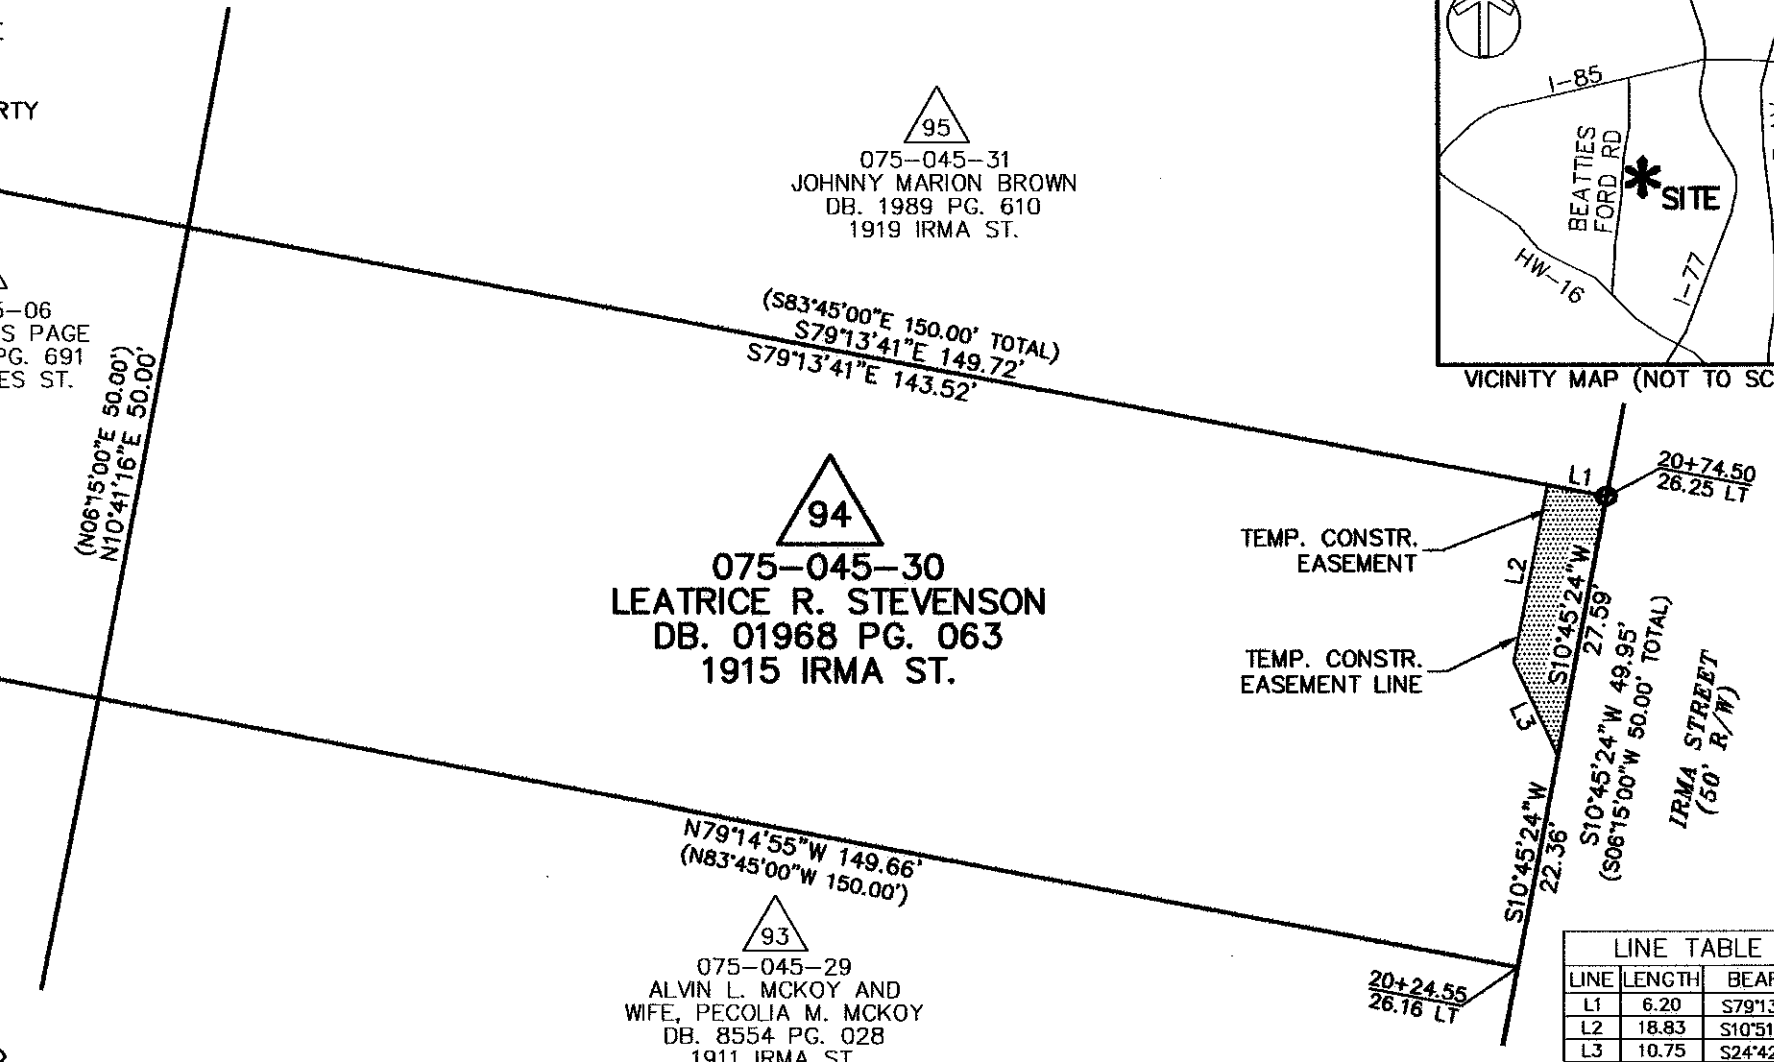 RTY
95
075-045-31
JOHNNY MARION BROWN
DB. 1989 PG. 610
1919 IRMA ST.
I-85
BEATTIES
FORD RD
SITE
HW-16
I-77
VICINITY MAP (NOT TO SC
5-06
S PAGE
PG. 691
ES ST.
(N06°15'00"E 50.00')
N10°41'16"E 50.00'
(S83°45'00"E 150.00' TOTAL)
S79°13'41"E 149.72'
S79°13'41"E 143.52'
94
075-045-30
LEATRICE R. STEVENSON
DB. 01968 PG. 063
1915 IRMA ST.
L1
20+74.50
26.25 LT
TEMP. CONSTR.
EASEMENT
L2
TEMP. CONSTR.
EASEMENT LINE
L3
S10°45'24"W
27.59'
S10°45'24"W 49.95'
(S06°15'00"W 50.00' TOTAL)
IRMA STREET
(50' R/W)
S10°45'24"W
22.36'
N79°14'55"W 149.66'
(N83°45'00"W 150.00')
93
075-045-29
ALVIN L. MCKOY AND
WIFE, PECOLIA M. MCKOY
DB. 8554 PG. 028
1911 IRMA ST.
20+24.55
26.16 LT
LINE TABLE
LINE LENGTH BEAR
L1 6.20 S79°13
L2 18.83 S10°51
L3 10.75 S24°42